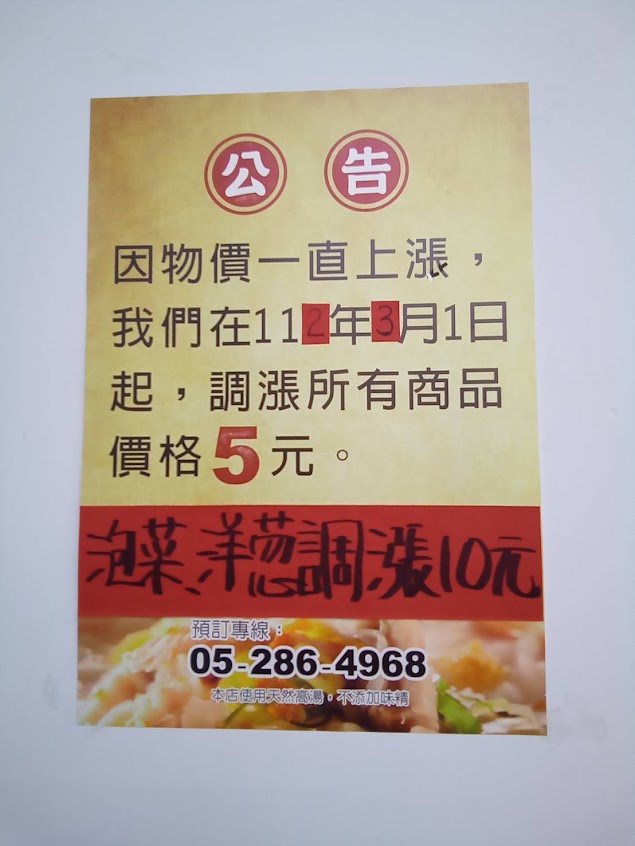 公告
因物價一直上漲，
我們在112年3月1日
起，調漲所有商品
價格5元。
泡菜、洋蔥調漲10元
預訂專線：
05-286-4968
本店使用天然高湯，不添加味精